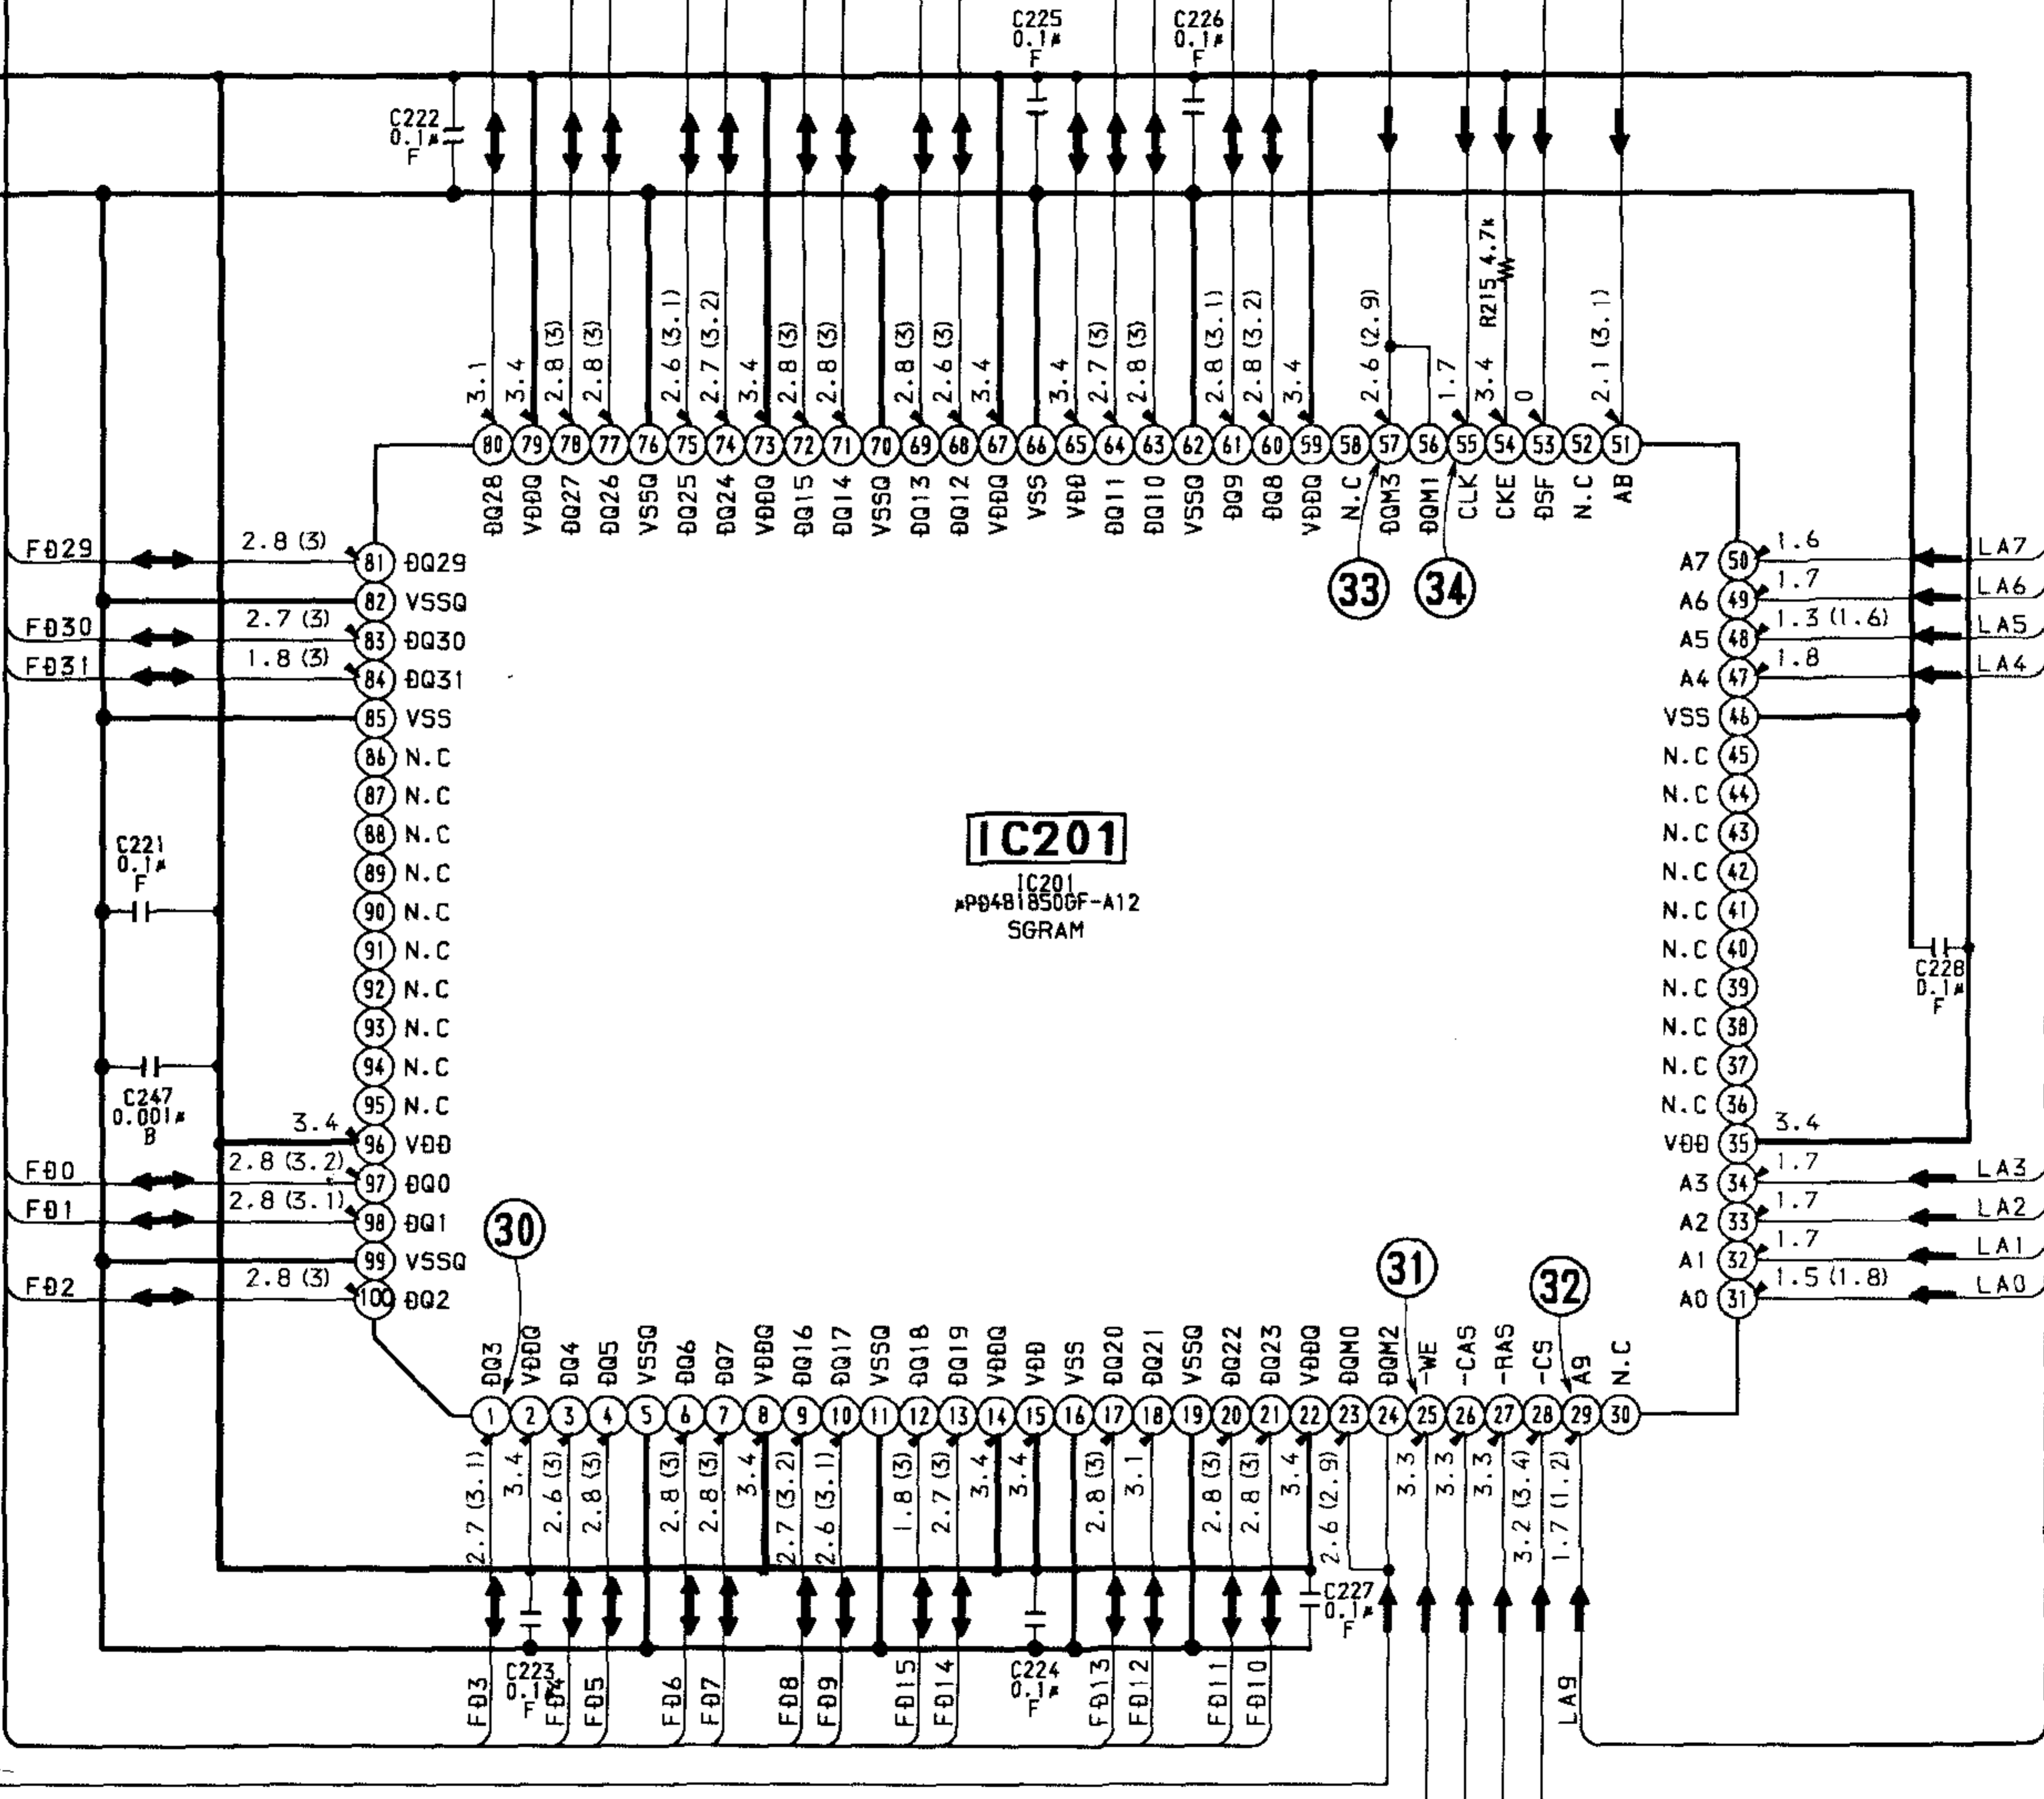 C225
0.1µ
F
C226
0.1µ
F
C222
0.1µ
F
R215 4.7k
3.1
3.4
2.8 (3)
2.8 (3)
2.6 (3.1)
2.7 (3.2)
3.4
2.8 (3)
2.8 (3)
2.8 (3)
2.6 (3)
3.4
3.4
2.7 (3)
2.8 (3)
2.8 (3.1)
2.8 (3.2)
3.4
2.6 (2.9)
1.7
3.4
0
2.1 (3.1)
80 79 78 77 76 75 74 73 72 71 70 69 68 67 66 65 64 63 62 61 60 59 58 57 56 55 54 53 52 51
DQ28 VDDQ DQ27 DQ26 VSSQ DQ25 DQ24 VDDQ DQ15 DQ14 VSSQ DQ13 DQ12 VDDQ VSS VDD DQ11 DQ10 VSSQ DQ9 DQ8 VDDQ N.C DQM3 DQM1 CLK CKE DSF N.C AB
33
34
FD29 2.8 (3) 81 DQ29
82 VSSQ
FD30 2.7 (3) 83 DQ30
FD31 1.8 (3) 84 DQ31
85 VSS
86 N.C
87 N.C
88 N.C
89 N.C
90 N.C
91 N.C
92 N.C
93 N.C
94 N.C
95 N.C
3.4 96 VDD
FD0 2.8 (3.2) 97 DQ0
FD1 2.8 (3.1) 98 DQ1
99 VSSQ
FD2 2.8 (3) 100 DQ2
C221
0.1µ
F
C247
0.001µ
B
IC201
IC201
µPD481850GF-A12
SGRAM
A7 50 1.6 LA7
A6 49 1.7 LA6
A5 48 1.3 (1.6) LA5
A4 47 1.8 LA4
VSS 46
N.C 45
N.C 44
N.C 43
N.C 42
N.C 41
N.C 40
N.C 39
N.C 38
N.C 37
N.C 36
VDD 35 3.4
A3 34 1.7 LA3
A2 33 1.7 LA2
A1 32 1.7 LA1
A0 31 1.5 (1.8) LA0
C228
0.1µ
F
30
31
32
DQ3 VDDQ DQ4 DQ5 VSSQ DQ6 DQ7 VDDQ DQ16 DQ17 VSSQ DQ18 DQ19 VDDQ VDD VSS DQ20 DQ21 VSSQ DQ22 DQ23 VDDQ DQM0 DQM2 -WE -CAS -RAS -CS A9 N.C
1 2 3 4 5 6 7 8 9 10 11 12 13 14 15 16 17 18 19 20 21 22 23 24 25 26 27 28 29 30
2.7 (3.1)
3.4
2.6 (3)
2.8 (3)
2.8 (3)
2.8 (3)
3.4
2.7 (3.2)
2.6 (3.1)
1.8 (3)
2.7 (3)
3.4
3.4
2.8 (3)
3.1
2.8 (3)
2.8 (3)
3.4
2.6 (2.9)
3.3
3.3
3.3
3.2 (3.4)
1.7 (1.2)
C227
0.1µ
F
C223
0.1µ
F
C224
0.1µ
F
FD3 FD4 FD5 FD6 FD7 FD8 FD9 FD15 FD14 FD13 FD12 FD11 FD10 LA9